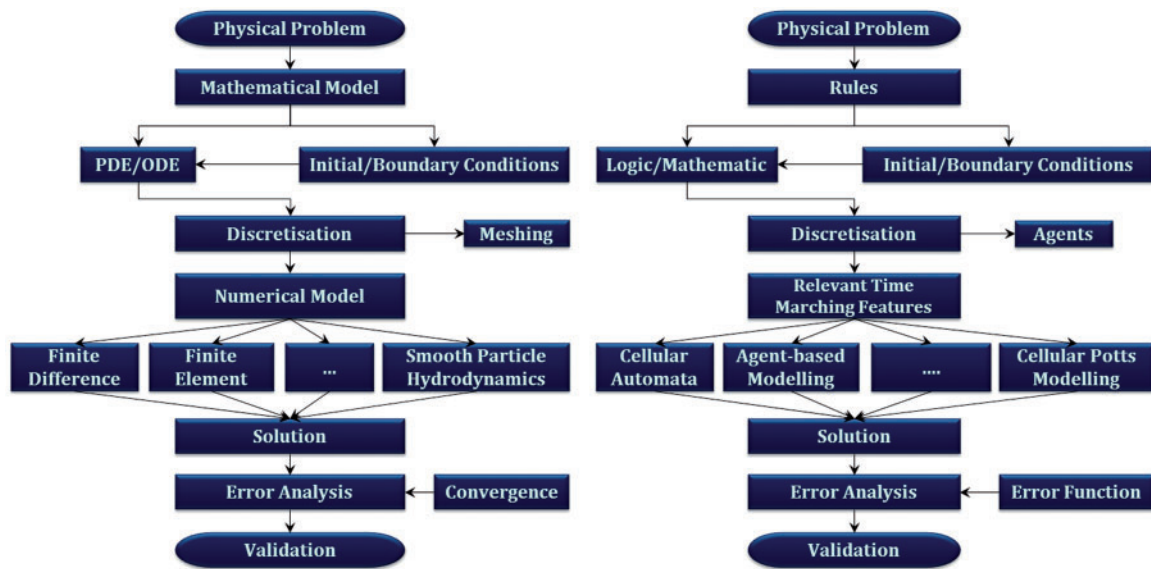 Physical Problem
Mathematical Model
PDE/ODE
Initial/Boundary Conditions
Discretisation
Meshing
Numerical Model
Finite
Difference
Finite
Element
...
Smooth Particle
Hydrodynamics
Solution
Error Analysis
Convergence
Validation
Physical Problem
Rules
Logic/Mathematic
Initial/Boundary Conditions
Discretisation
Agents
Relevant Time
Marching Features
Cellular
Automata
Agent-based
Modelling
....
Cellular Potts
Modelling
Solution
Error Analysis
Error Function
Validation